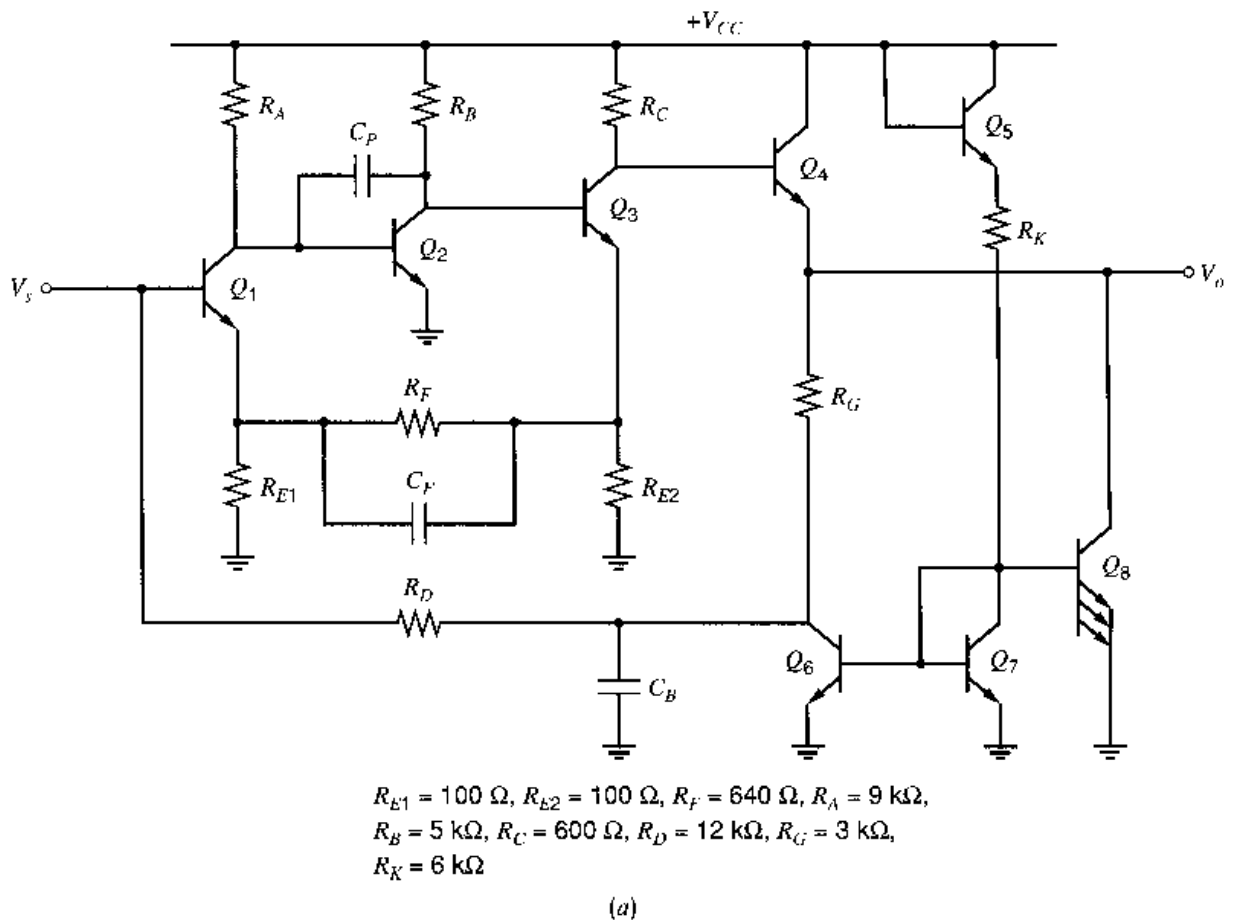 +V_CC
R_A
R_B
R_C
C_P
Q_5
Q_4
Q_3
R_K
Q_2
V_s
Q_1
V_o
R_F
R_G
R_E1
C_F
R_E2
Q_8
R_D
Q_6
Q_7
C_B
R_E1 = 100 Ω, R_E2 = 100 Ω, R_F = 640 Ω, R_A = 9 kΩ,
R_B = 5 kΩ, R_C = 600 Ω, R_D = 12 kΩ, R_G = 3 kΩ,
R_K = 6 kΩ
(a)